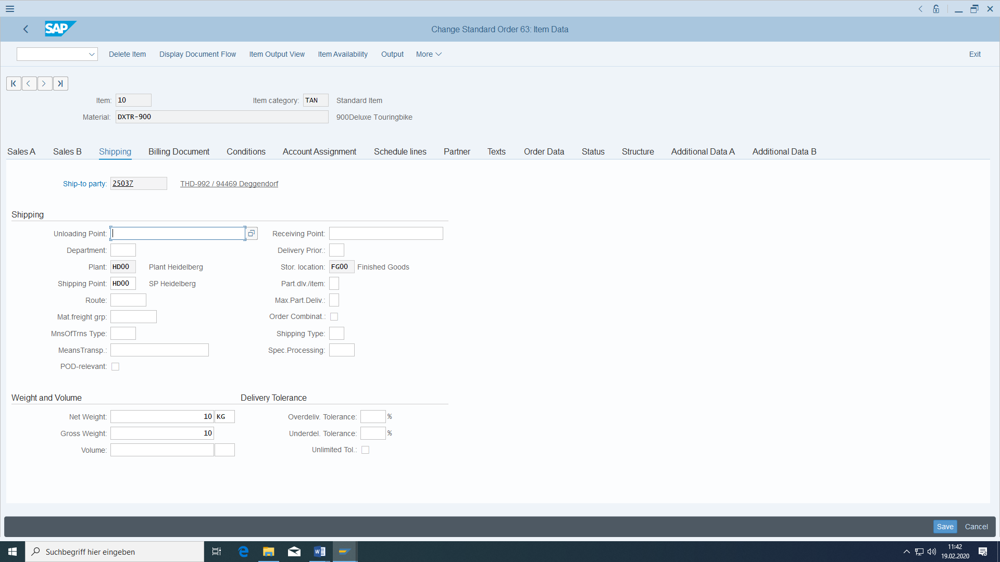 SAP
Change Standard Order 63: Item Data
Delete Item Display Document Flow Item Output View Item Availability Output More Exit
Item: 10 Item category: TAN Standard Item
Material: DXTR-900 900Deluxe Touringbike
Sales A Sales B Shipping Billing Document Conditions Account Assignment Schedule lines Partner Texts Order Data Status Structure Additional Data A Additional Data B
Ship-to party: 25037 THD-992 / 94469 Deggendorf
Shipping
Unloading Point: Receiving Point:
Department: Delivery Prior.:
Plant: HD00 Plant Heidelberg Stor. location: FG00 Finished Goods
Shipping Point: HD00 SP Heidelberg Part.dlv./item:
Route: Max.Part.Deliv.:
Mat.freight grp: Order Combinat.:
MnsOfTrns Type: Shipping Type:
MeansTransp.: Spec.Processing:
POD-relevant:
Weight and Volume Delivery Tolerance
Net Weight: 10 KG Overdeliv. Tolerance: %
Gross Weight: 10 Underdel. Tolerance: %
Volume: Unlimited Tol.:
Save Cancel
Suchbegriff hier eingeben
11:42
19.02.2020